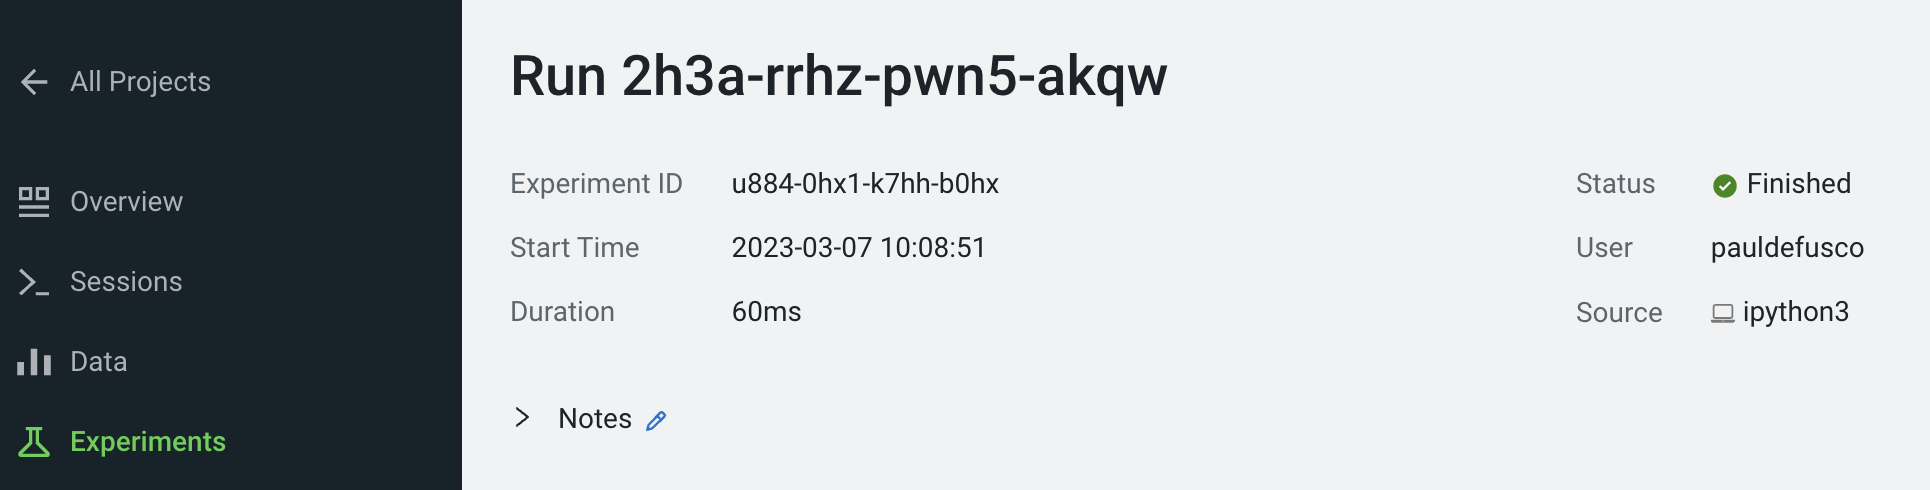 All Projects
Overview
Sessions
Data
Experiments
Run 2h3a-rrhz-pwn5-akqw
Experiment ID u884-0hx1-k7hh-b0hx
Start Time 2023-03-07 10:08:51
Duration 60ms
Status Finished
User pauldefusco
Source ipython3
Notes